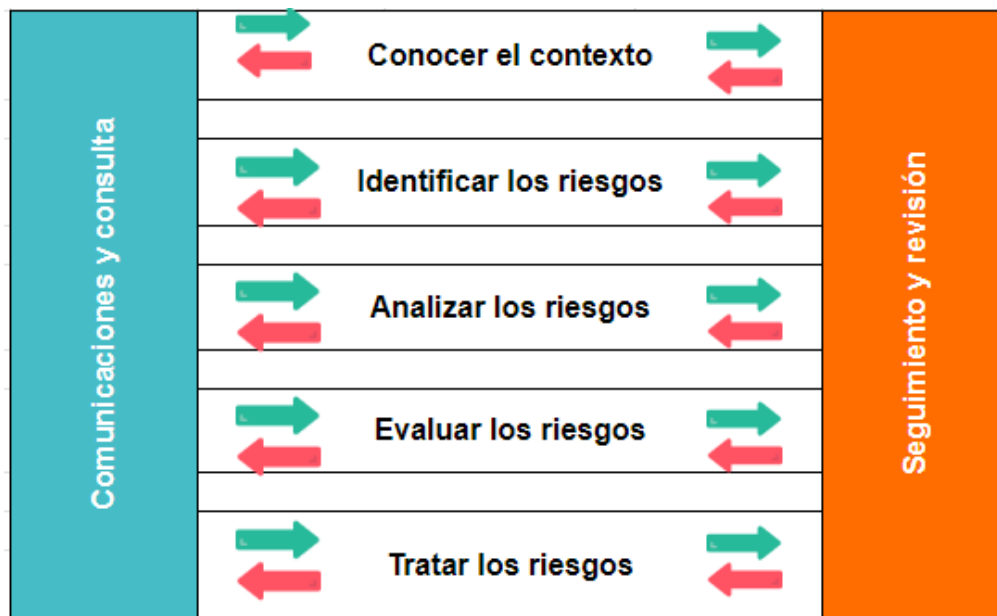 Comunicaciones y consulta
Conocer el contexto
Identificar los riesgos
Analizar los riesgos
Evaluar los riesgos
Tratar los riesgos
Seguimiento y revisión